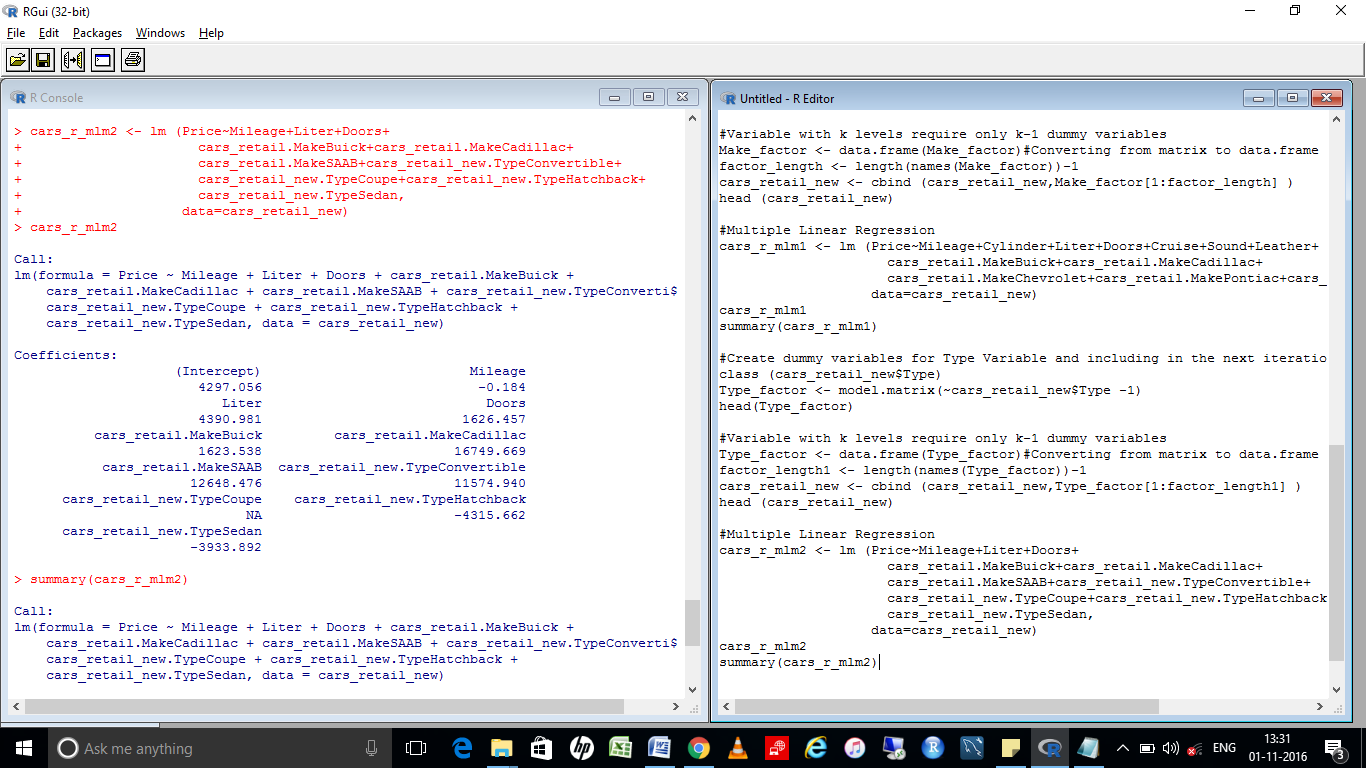 RGui (32-bit)
File Edit Packages Windows Help
R Console
> cars_r_mlm2 <- lm (Price~Mileage+Liter+Doors+
+ cars_retail.MakeBuick+cars_retail.MakeCadillac+
+ cars_retail.MakeSAAB+cars_retail_new.TypeConvertible+
+ cars_retail_new.TypeCoupe+cars_retail_new.TypeHatchback+
+ cars_retail_new.TypeSedan,
+ data=cars_retail_new)
> cars_r_mlm2
Call:
lm(formula = Price ~ Mileage + Liter + Doors + cars_retail.MakeBuick +
cars_retail.MakeCadillac + cars_retail.MakeSAAB + cars_retail_new.TypeConverti$
cars_retail_new.TypeCoupe + cars_retail_new.TypeHatchback +
cars_retail_new.TypeSedan, data = cars_retail_new)
Coefficients:
(Intercept) Mileage
4297.056 -0.184
Liter Doors
4390.981 1626.457
cars_retail.MakeBuick cars_retail.MakeCadillac
1623.538 16749.669
cars_retail.MakeSAAB cars_retail_new.TypeConvertible
12648.476 11574.940
cars_retail_new.TypeCoupe cars_retail_new.TypeHatchback
NA -4315.662
cars_retail_new.TypeSedan
-3933.892
> summary(cars_r_mlm2)
Call:
lm(formula = Price ~ Mileage + Liter + Doors + cars_retail.MakeBuick +
cars_retail.MakeCadillac + cars_retail.MakeSAAB + cars_retail_new.TypeConverti$
cars_retail_new.TypeCoupe + cars_retail_new.TypeHatchback +
cars_retail_new.TypeSedan, data = cars_retail_new)
Untitled - R Editor
#Variable with k levels require only k-1 dummy variables
Make_factor <- data.frame(Make_factor)#Converting from matrix to data.frame
factor_length <- length(names(Make_factor))-1
cars_retail_new <- cbind (cars_retail_new,Make_factor[1:factor_length] )
head (cars_retail_new)
#Multiple Linear Regression
cars_r_mlm1 <- lm (Price~Mileage+Cylinder+Liter+Doors+Cruise+Sound+Leather+
cars_retail.MakeBuick+cars_retail.MakeCadillac+
cars_retail.MakeChevrolet+cars_retail.MakePontiac+cars_
data=cars_retail_new)
cars_r_mlm1
summary(cars_r_mlm1)
#Create dummy variables for Type Variable and including in the next iteratio
class (cars_retail_new$Type)
Type_factor <- model.matrix(~cars_retail_new$Type -1)
head(Type_factor)
#Variable with k levels require only k-1 dummy variables
Type_factor <- data.frame(Type_factor)#Converting from matrix to data.frame
factor_length1 <- length(names(Type_factor))-1
cars_retail_new <- cbind (cars_retail_new,Type_factor[1:factor_length1] )
head (cars_retail_new)
#Multiple Linear Regression
cars_r_mlm2 <- lm (Price~Mileage+Liter+Doors+
cars_retail.MakeBuick+cars_retail.MakeCadillac+
cars_retail.MakeSAAB+cars_retail_new.TypeConvertible+
cars_retail_new.TypeCoupe+cars_retail_new.TypeHatchback
cars_retail_new.TypeSedan,
data=cars_retail_new)
cars_r_mlm2
summary(cars_r_mlm2)
Ask me anything
ENG
13:31
01-11-2016
3